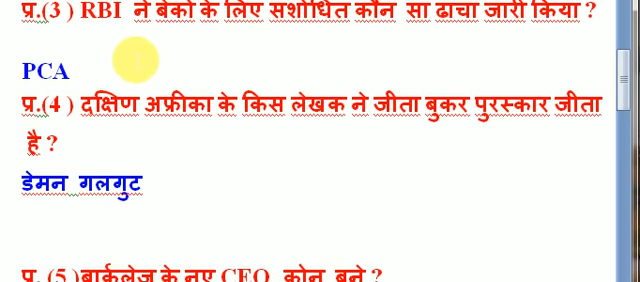 प्र.(3 ) RBI ने बेंको के लिए संशोधित कौन सा ढाचा जारी किया ?
PCA
प्र.(4 ) दक्षिण अफ्रीका के किस लेखक ने जीता बुकर पुरस्कार जीता
है ?
डेमन गलगुट
प्र. (5 )बार्कलेज के नए CEO कोन बने ?